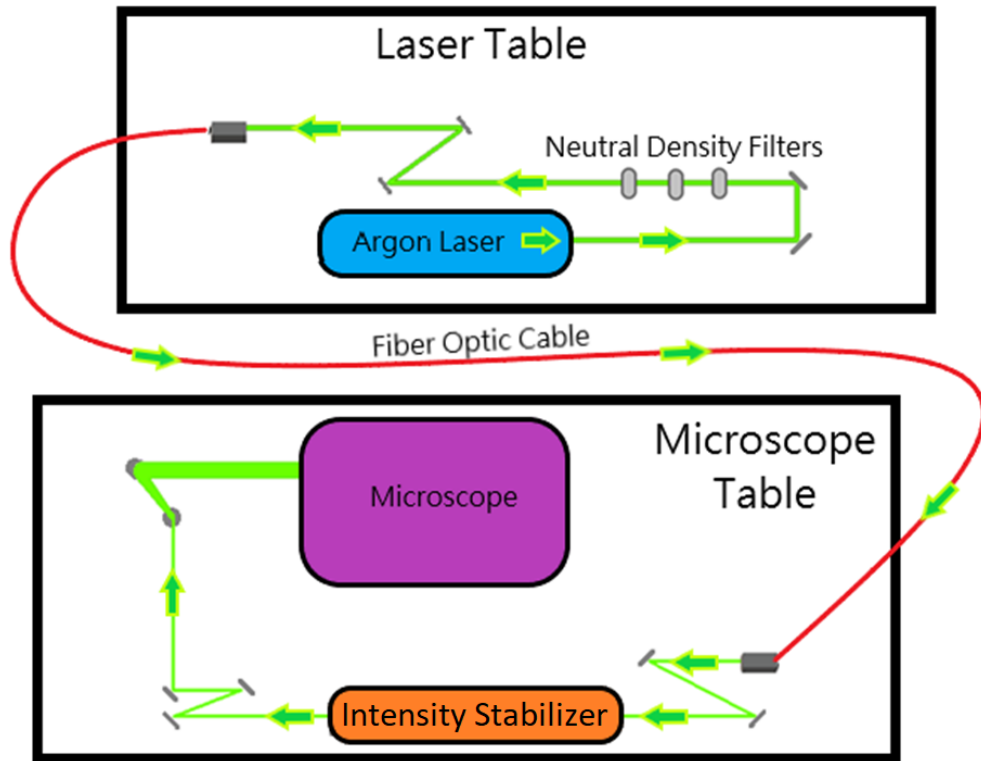 Laser Table
Neutral Density Filters
Argon Laser
Fiber Optic Cable
Microscope
Table
Microscope
Intensity Stabilizer